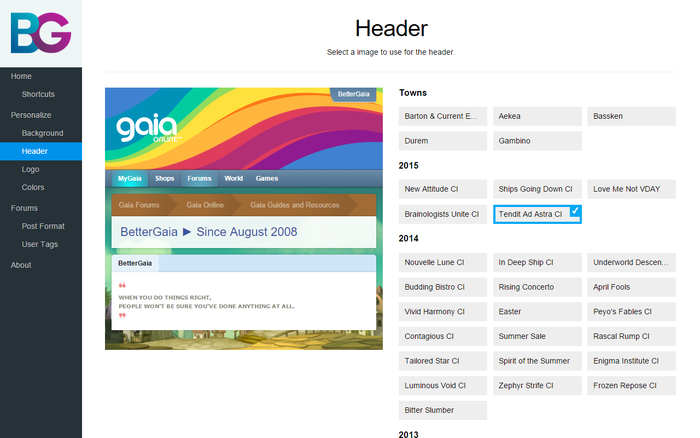 BG
Home
Shortcuts
Personalize
Background
Header
Logo
Colors
Forums
Post Format
User Tags
About
Header
Select a image to use for the header.
BetterGaia
gaia
ONLINE
MyGaia Shops Forums World Games
Gaia Forums Gaia Online Gaia Guides and Resources
BetterGaia ► Since August 2008
BetterGaia
“
WHEN YOU DO THINGS RIGHT,
PEOPLE WON'T BE SURE YOU'VE DONE ANYTHING AT ALL.
”
Towns
Barton & Current E... Aekea Bassken
Durem Gambino
2015
New Attitude CI Ships Going Down CI Love Me Not VDAY
Brainologists Unite CI Tendit Ad Astra CI
2014
Nouvelle Lune CI In Deep Ship CI Underworld Descen...
Budding Bistro CI Rising Concerto April Fools
Vivid Harmony CI Easter Peyo's Fables CI
Contagious CI Summer Sale Rascal Rump CI
Tailored Star CI Spirit of the Summer Enigma Institute CI
Luminous Void CI Zephyr Strife CI Frozen Repose CI
Bitter Slumber
2013